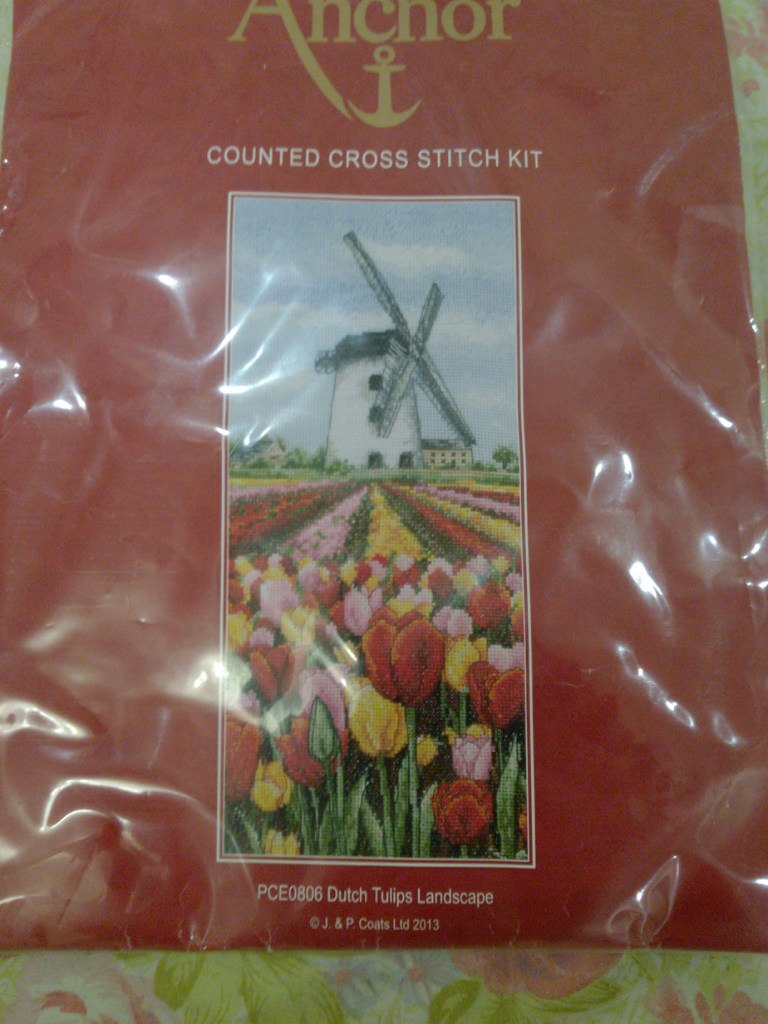 Anchor
COUNTED CROSS STITCH KIT
PCE0806 Dutch Tulips Landscape
© J. & P. Coats Ltd 2013